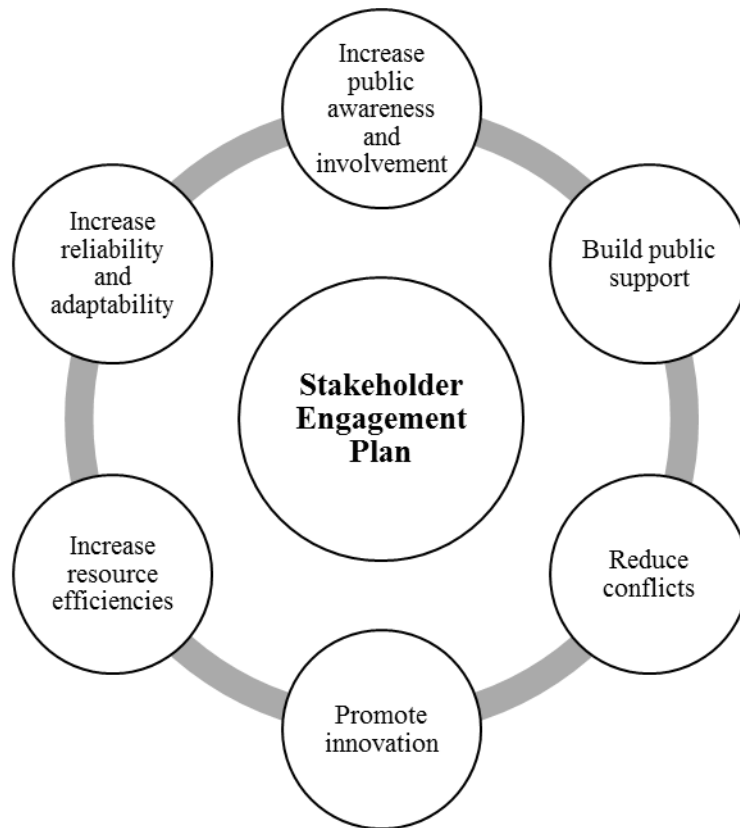 Increase
public
awareness
and
involvement
Build public
support
Reduce
conflicts
Promote
innovation
Increase
resource
efficiencies
Increase
reliability
and
adaptability
Stakeholder
Engagement
Plan